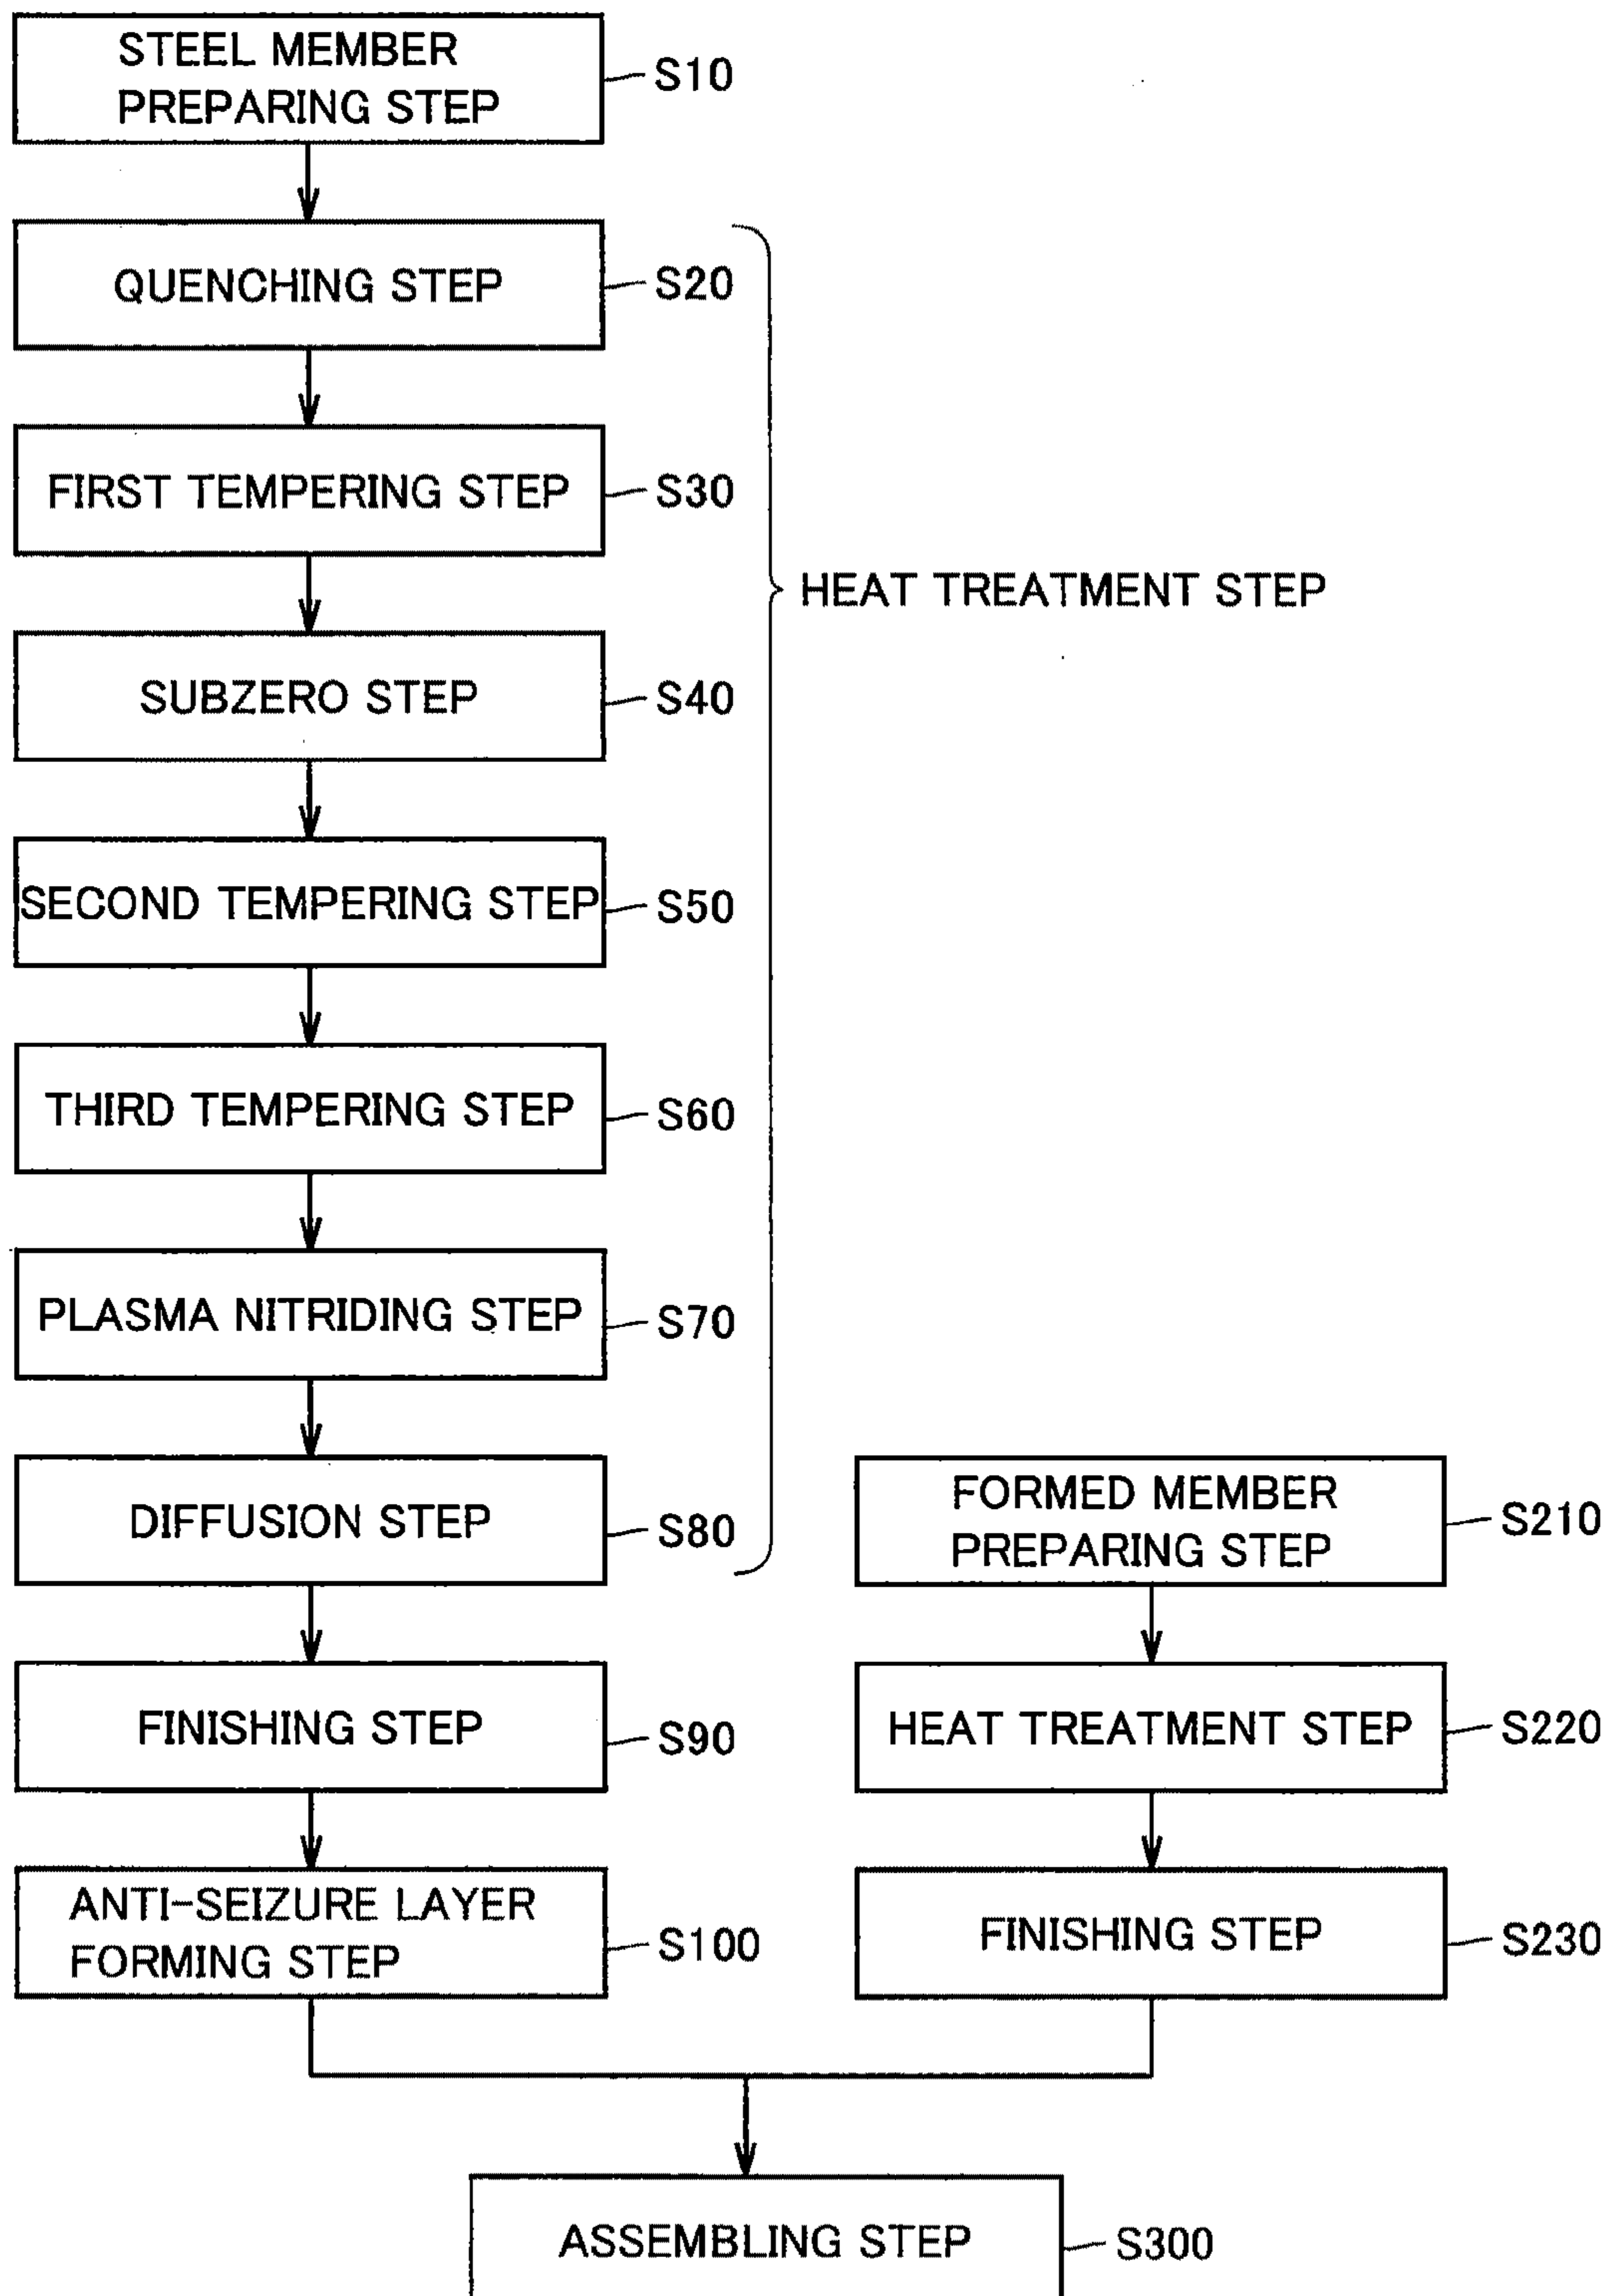 STEEL MEMBER
PREPARING STEP
S10
QUENCHING STEP
S20
FIRST TEMPERING STEP
S30
HEAT TREATMENT STEP
SUBZERO STEP
S40
SECOND TEMPERING STEP
S50
THIRD TEMPERING STEP
S60
PLASMA NITRIDING STEP
S70
DIFFUSION STEP
S80
FINISHING STEP
S90
ANTI-SEIZURE LAYER
FORMING STEP
S100
FORMED MEMBER
PREPARING STEP
S210
HEAT TREATMENT STEP
S220
FINISHING STEP
S230
ASSEMBLING STEP
S300